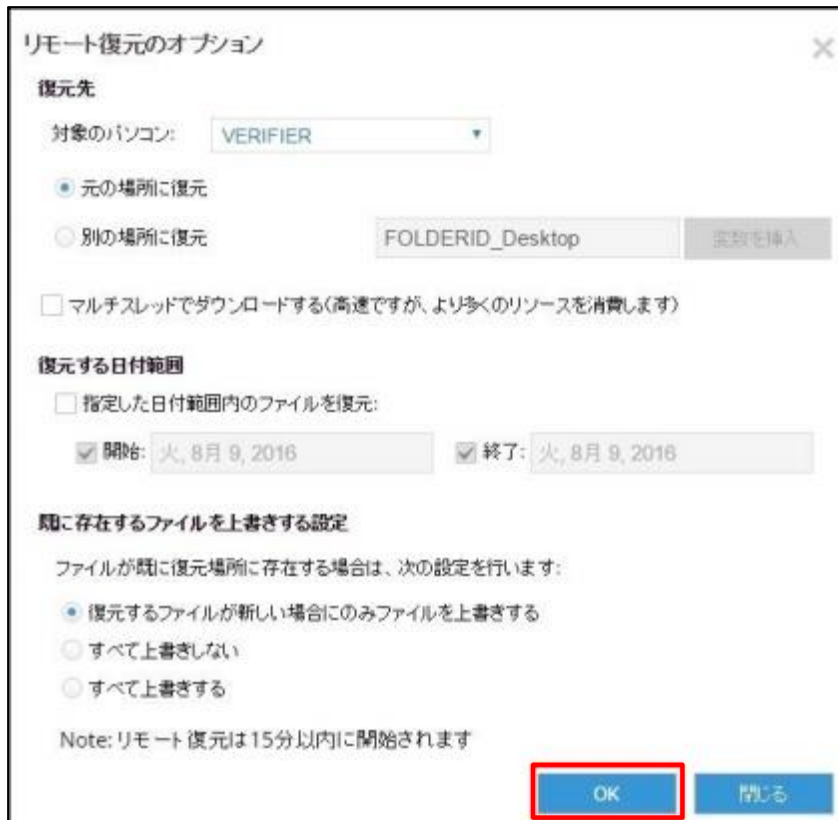 リモート復元のオプション
復元先
対象のパソコン: VERIFIER
元の場所に復元
別の場所に復元 FOLDERID_Desktop 変数を挿入
マルチスレッドでダウンロードする(高速ですが、より多くのリソースを消費します)
復元する日付範囲
指定した日付範囲内のファイルを復元:
開始: 火, 8月 9, 2016 終了: 火, 8月 9, 2016
既に存在するファイルを上書きする設定
ファイルが既に復元場所に存在する場合は、次の設定を行います:
復元するファイルが新しい場合にのみファイルを上書きする
すべて上書きしない
すべて上書きする
Note: リモート復元は15分以内に開始されます
OK 閉じる